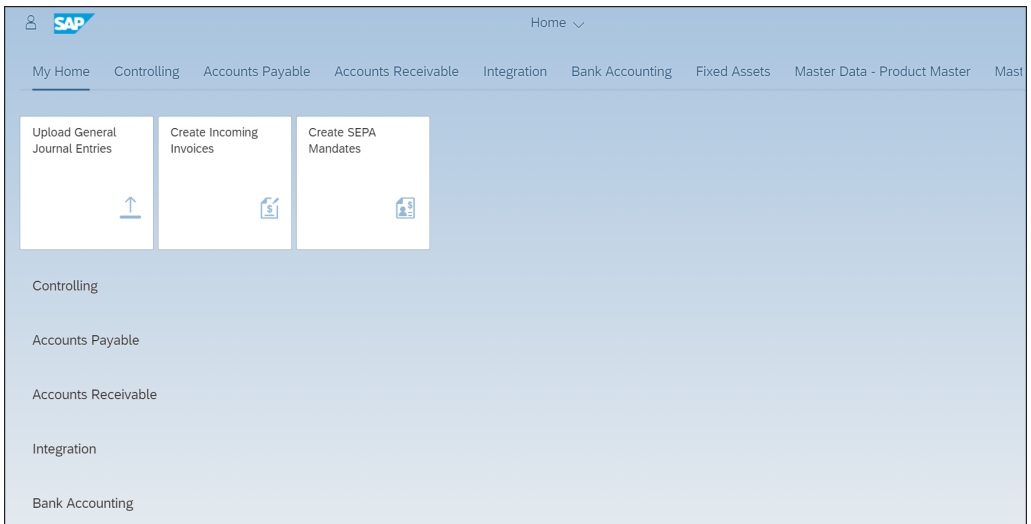 SAP
Home
My Home Controlling Accounts Payable Accounts Receivable Integration Bank Accounting Fixed Assets Master Data - Product Master Mast
Upload General
Journal Entries
Create Incoming
Invoices
Create SEPA
Mandates
Controlling
Accounts Payable
Accounts Receivable
Integration
Bank Accounting